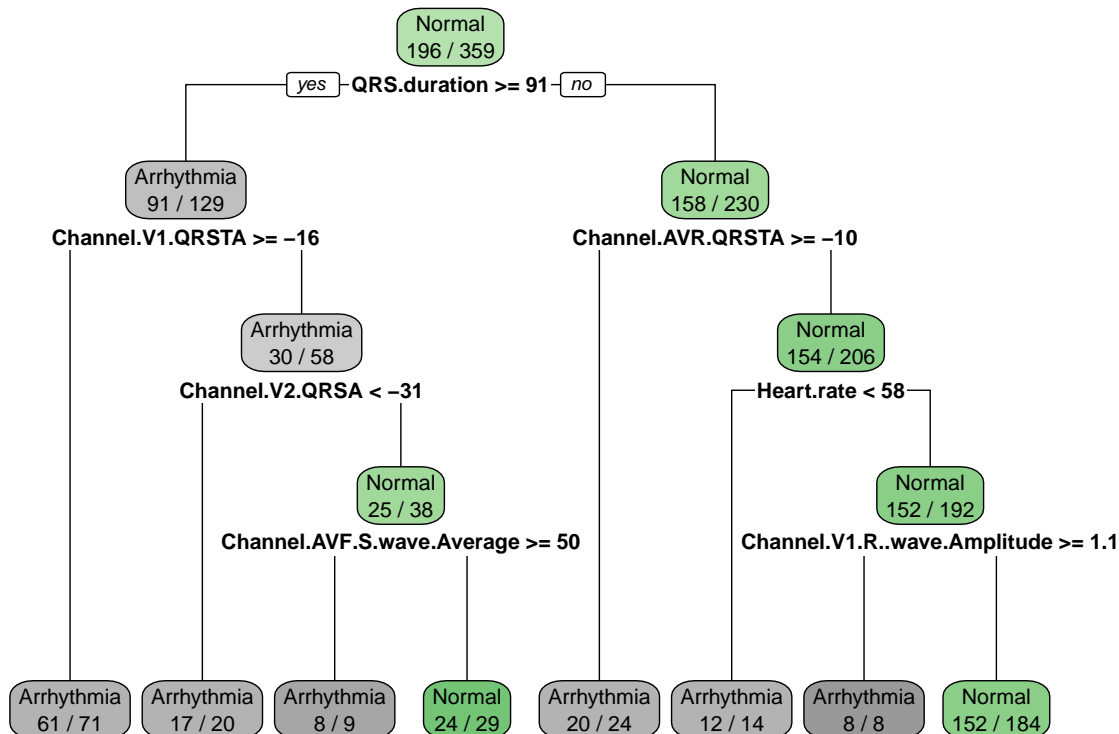 Normal
196 / 359
yes QRS.duration >= 91 no
Arrhythmia
91 / 129
Normal
158 / 230
Channel.V1.QRSTA >= −16
Channel.AVR.QRSTA >= −10
Arrhythmia
30 / 58
Normal
154 / 206
Channel.V2.QRSA < −31
Heart.rate < 58
Normal
25 / 38
Normal
152 / 192
Channel.AVF.S.wave.Average >= 50
Channel.V1.R..wave.Amplitude >= 1.1
Arrhythmia
61 / 71
Arrhythmia
17 / 20
Arrhythmia
8 / 9
Normal
24 / 29
Arrhythmia
20 / 24
Arrhythmia
12 / 14
Arrhythmia
8 / 8
Normal
152 / 184